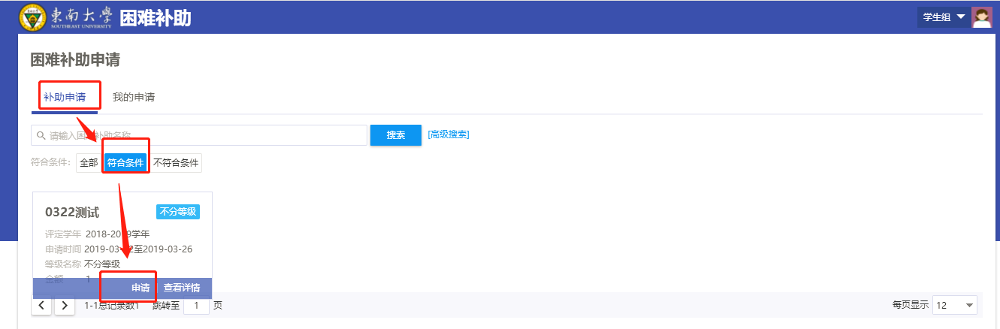 東南大學 困难补助
SOUTHEAST UNIVERSITY
学生组
困难补助申请
补助申请 我的申请
请输入困难补助名称 搜索 [高级搜索]
符合条件: 全部 符合条件 不符合条件
0322测试 不分等级
评定学年 2018-2019学年
申请时间 2019-03-22至2019-03-26
等级名称 不分等级
金额 1
申请 查看详情
1-1总记录数1 跳转至 1 页 每页显示 12